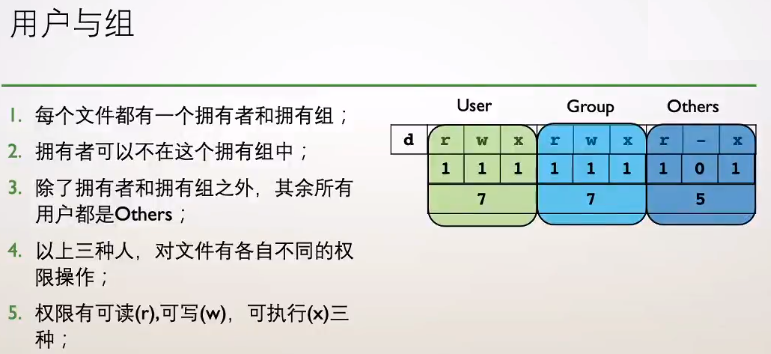 用户与组
1. 每个文件都有一个拥有者和拥有组；
2. 拥有者可以不在这个拥有组中；
3. 除了拥有者和拥有组之外，其余所有
用户都是Others；
4. 以上三种人，对文件有各自不同的权
限操作；
5. 权限有可读(r),可写(w)，可执行(x)三
种；
User Group Others
d r w x r w x r - x
1 1 1 1 1 1 1 0 1
7 7 5